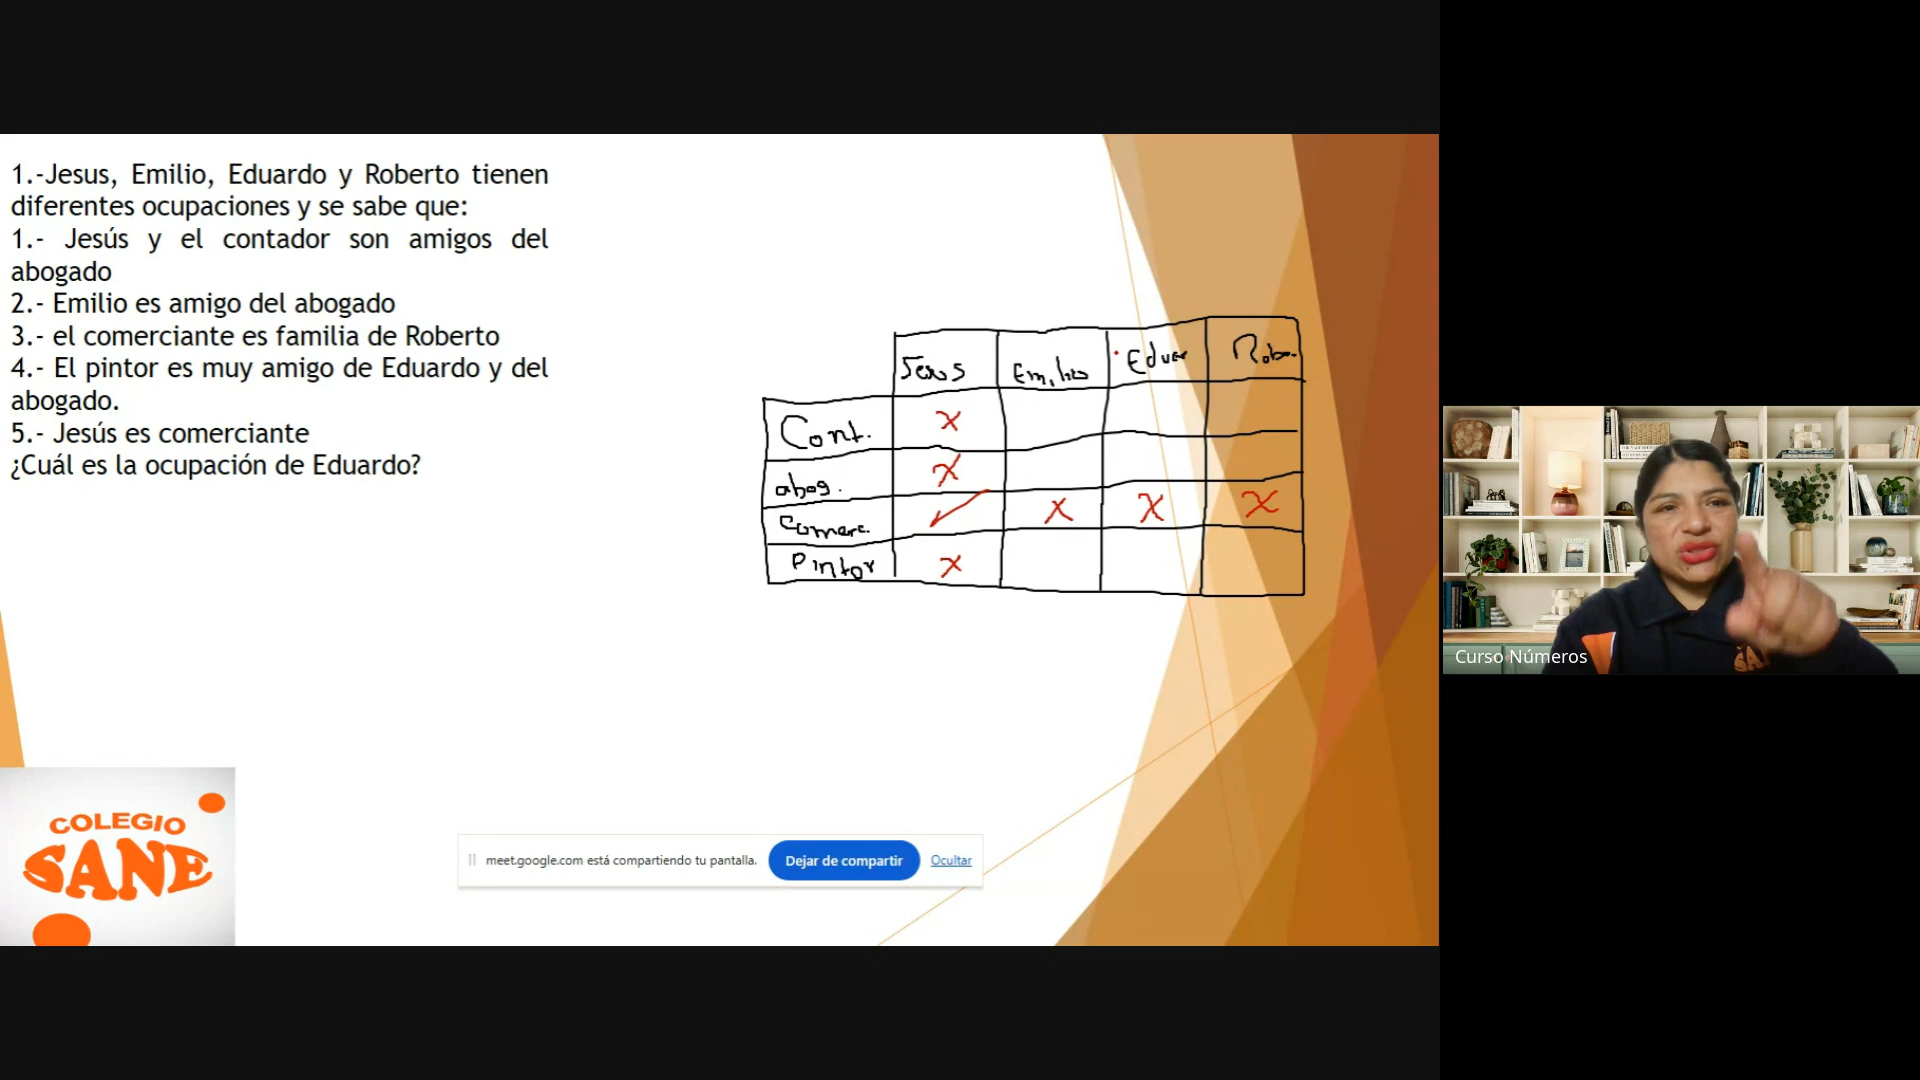 1.-Jesus, Emilio, Eduardo y Roberto tienen
diferentes ocupaciones y se sabe que:
1.- Jesús y el contador son amigos del
abogado
2.- Emilio es amigo del abogado
3.- el comerciante es familia de Roberto
4.- El pintor es muy amigo de Eduardo y del
abogado.
5.- Jesús es comerciante
¿Cuál es la ocupación de Eduardo?
Jesus Emilio Eduar Robe.
Cont. x
abog. x
Comerc. ✓ x x x
Pintor x
COLEGIO
SANE
meet.google.com está compartiendo tu pantalla. Dejar de compartir Ocultar
Curso Números